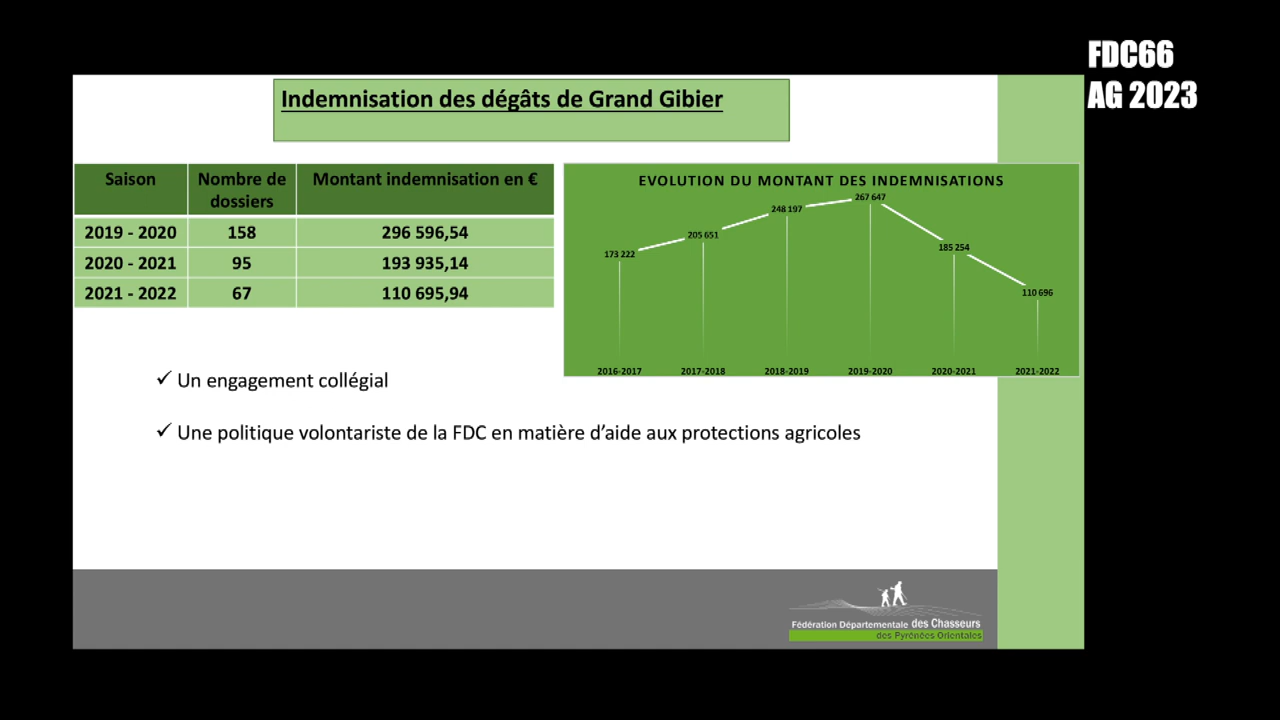 FDC66
AG 2023
Indemnisation des dégâts de Grand Gibier
Saison Nombre de dossiers Montant indemnisation en €
2019 - 2020 158 296 596,54
2020 - 2021 95 193 935,14
2021 - 2022 67 110 695,94
EVOLUTION DU MONTANT DES INDEMNISATIONS
173 222 205 651 248 197 267 647 185 254 110 696
2016-2017 2017-2018 2018-2019 2019-2020 2020-2021 2021-2022
✓ Un engagement collégial
✓ Une politique volontariste de la FDC en matière d’aide aux protections agricoles
Fédération Départementale des Chasseurs
des Pyrénées Orientales